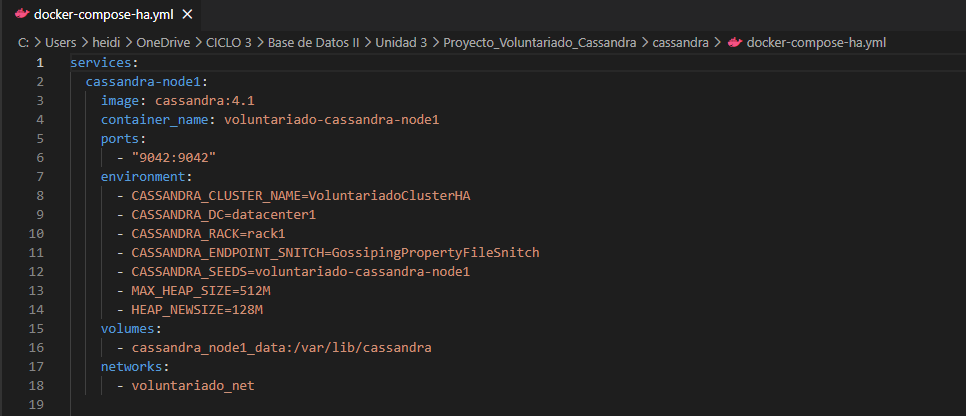 docker-compose-ha.yml
C: > Users > heidi > OneDrive > CICLO 3 > Base de Datos II > Unidad 3 > Proyecto_Voluntariado_Cassandra > cassandra > docker-compose-ha.yml
1 services:
2   cassandra-node1:
3     image: cassandra:4.1
4     container_name: voluntariado-cassandra-node1
5     ports:
6       - "9042:9042"
7     environment:
8       - CASSANDRA_CLUSTER_NAME=VoluntariadoClusterHA
9       - CASSANDRA_DC=datacenter1
10       - CASSANDRA_RACK=rack1
11       - CASSANDRA_ENDPOINT_SNITCH=GossipingPropertyFileSnitch
12       - CASSANDRA_SEEDS=voluntariado-cassandra-node1
13       - MAX_HEAP_SIZE=512M
14       - HEAP_NEWSIZE=128M
15     volumes:
16       - cassandra_node1_data:/var/lib/cassandra
17     networks:
18       - voluntariado_net
19